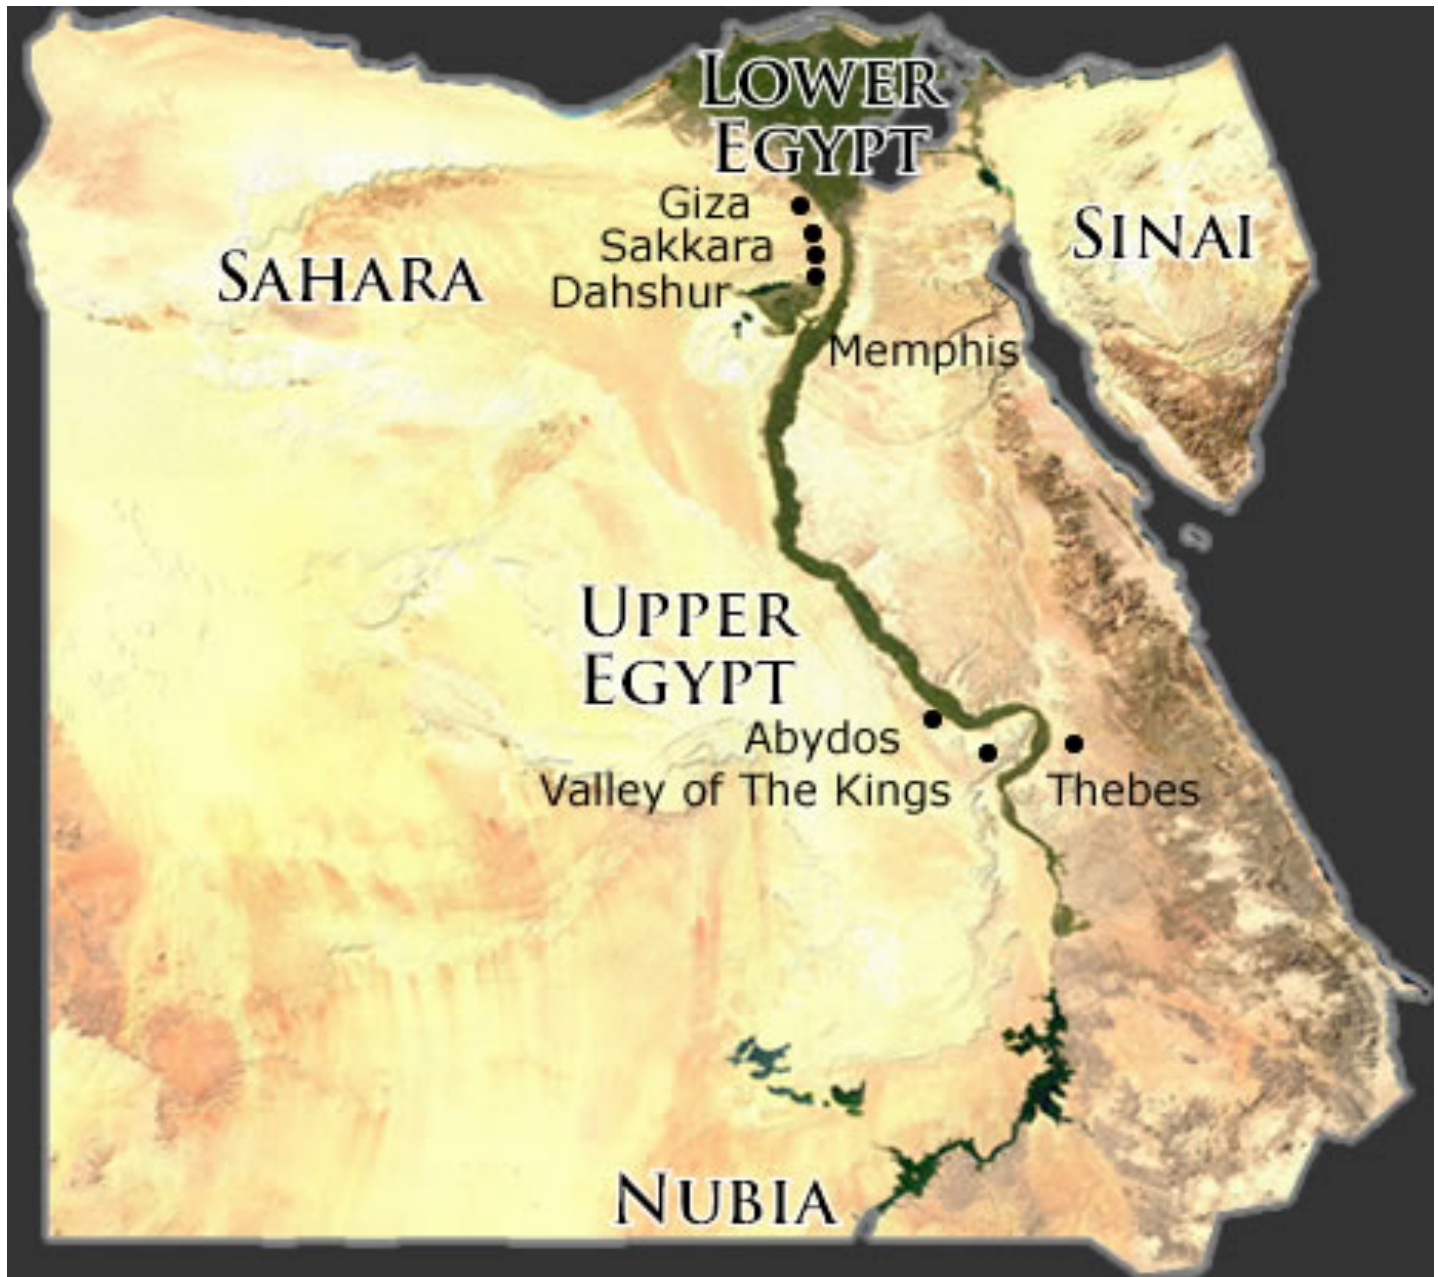 LOWER
EGYPT
Giza
Sakkara
Dahshur
SAHARA
SINAI
Memphis
UPPER
EGYPT
Abydos
Valley of The Kings
Thebes
NUBIA